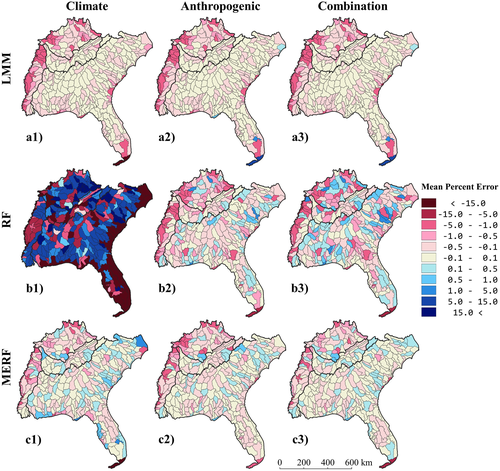 Climate Anthropogenic Combination
LMM
a1) a2) a3)
RF
b1) b2) b3)
Mean Percent Error
< -15.0
-15.0 - -5.0
-5.0 - -1.0
-1.0 - -0.5
-0.5 - -0.1
-0.1 - 0.1
0.1 - 0.5
0.5 - 1.0
1.0 - 5.0
5.0 - 15.0
15.0 <
MERF
c1) c2) c3)
0 200 400 600 km